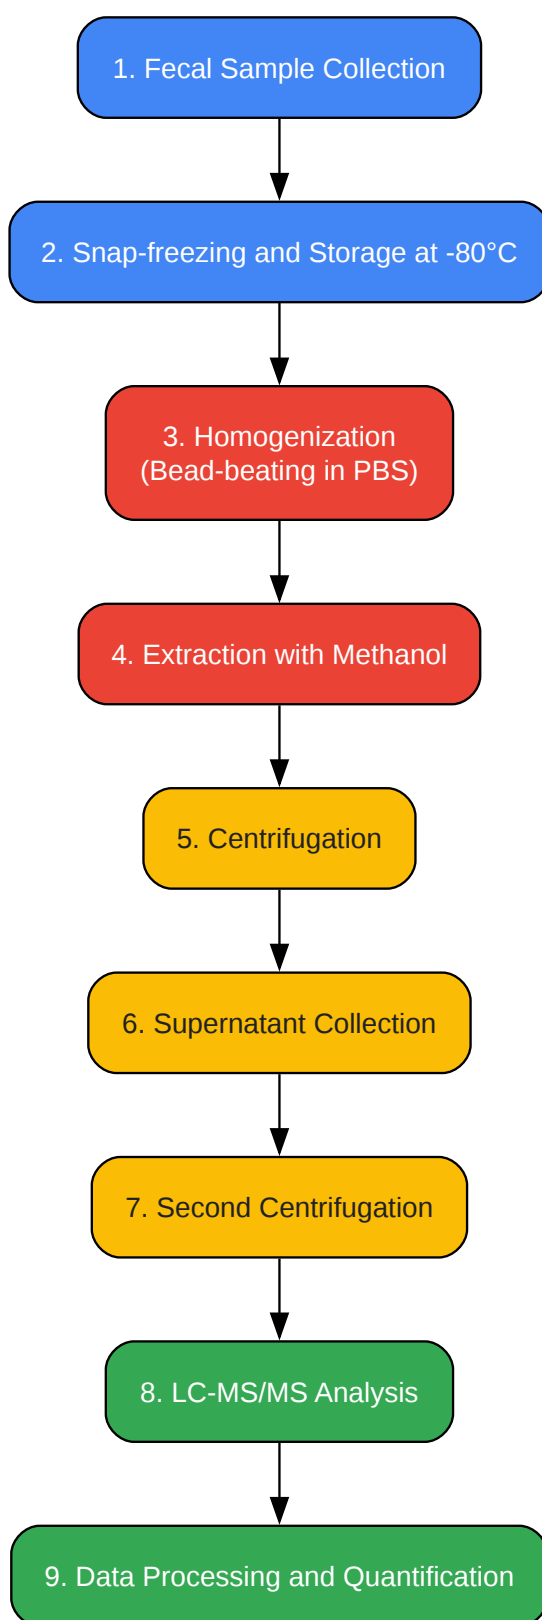 1. Fecal Sample Collection
2. Snap-freezing and Storage at -80°C
3. Homogenization
(Bead-beating in PBS)
4. Extraction with Methanol
5. Centrifugation
6. Supernatant Collection
7. Second Centrifugation
8. LC-MS/MS Analysis
9. Data Processing and Quantification